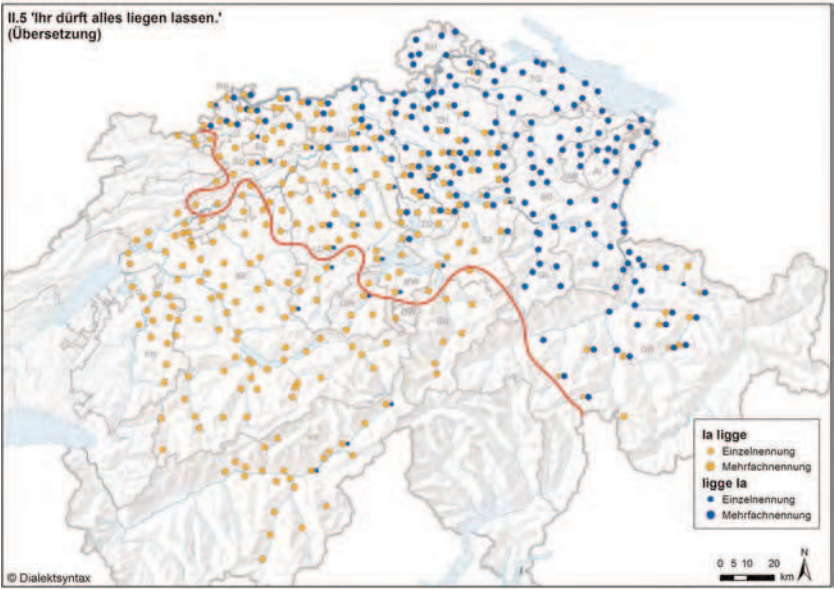 II.5 'Ihr dürft alles liegen lassen.'
(Übersetzung)
la ligge
Einzelnennung
Mehrfachnennung
ligge la
Einzelnennung
Mehrfachnennung
N
0 5 10 20
km
© Dialektsyntax